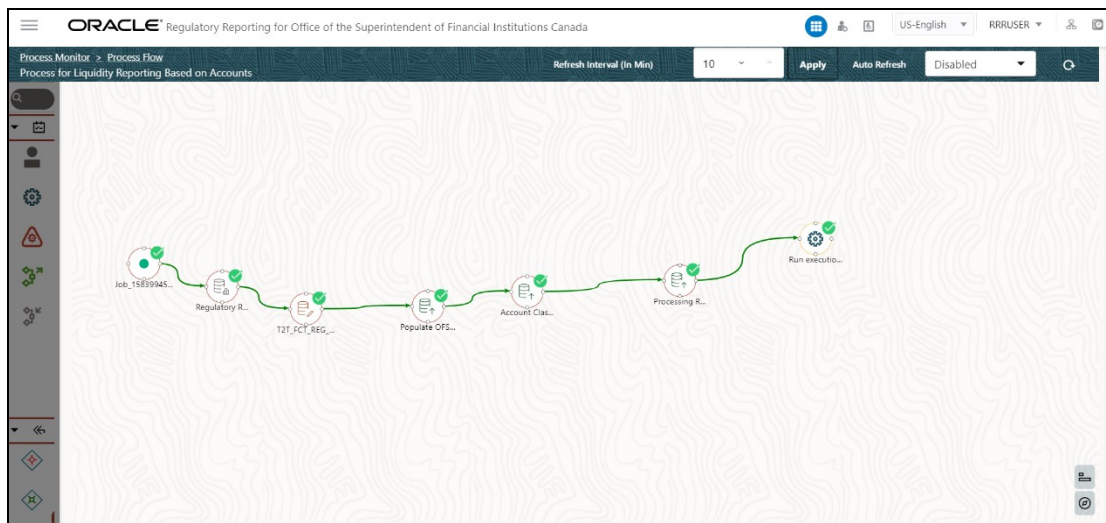 ORACLE® Regulatory Reporting for Office of the Superintendent of Financial Institutions Canada
US-English
RRRUSER
Process Monitor > Process Flow
Process for Liquidity Reporting Based on Accounts
Refresh Interval (In Min)
10
Apply
Auto Refresh
Disabled
Job_15839945...
Regulatory R...
T2T_FCT_REG_...
Populate OFS...
Account Clas...
Processing R...
Run executio...